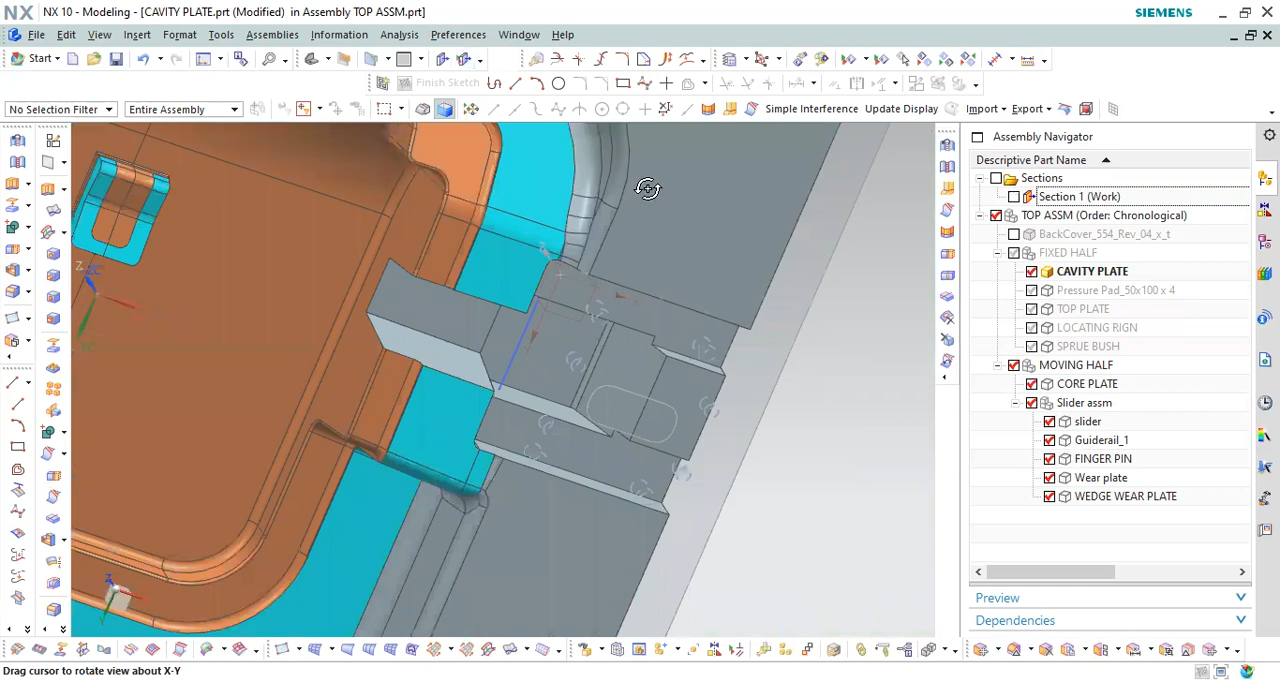 NX NX 10 - Modeling - [CAVITY PLATE.prt (Modified) in Assembly TOP ASSM.prt] SIEMENS
File Edit View Insert Format Tools Assemblies Information Analysis Preferences Window Help
Start
Finish Sketch
No Selection Filter Entire Assembly Simple Interference Update Display Import Export
Assembly Navigator
Descriptive Part Name
Sections
Section 1 (Work)
TOP ASSM (Order: Chronological)
BackCover_554_Rev_04_x_t
FIXED HALF
CAVITY PLATE
Pressure Pad_50x100 x 4
TOP PLATE
LOCATING RIGN
SPRUE BUSH
MOVING HALF
CORE PLATE
Slider assm
slider
Guiderail_1
FINGER PIN
Wear plate
WEDGE WEAR PLATE
Preview
Dependencies
Drag cursor to rotate view about X-Y